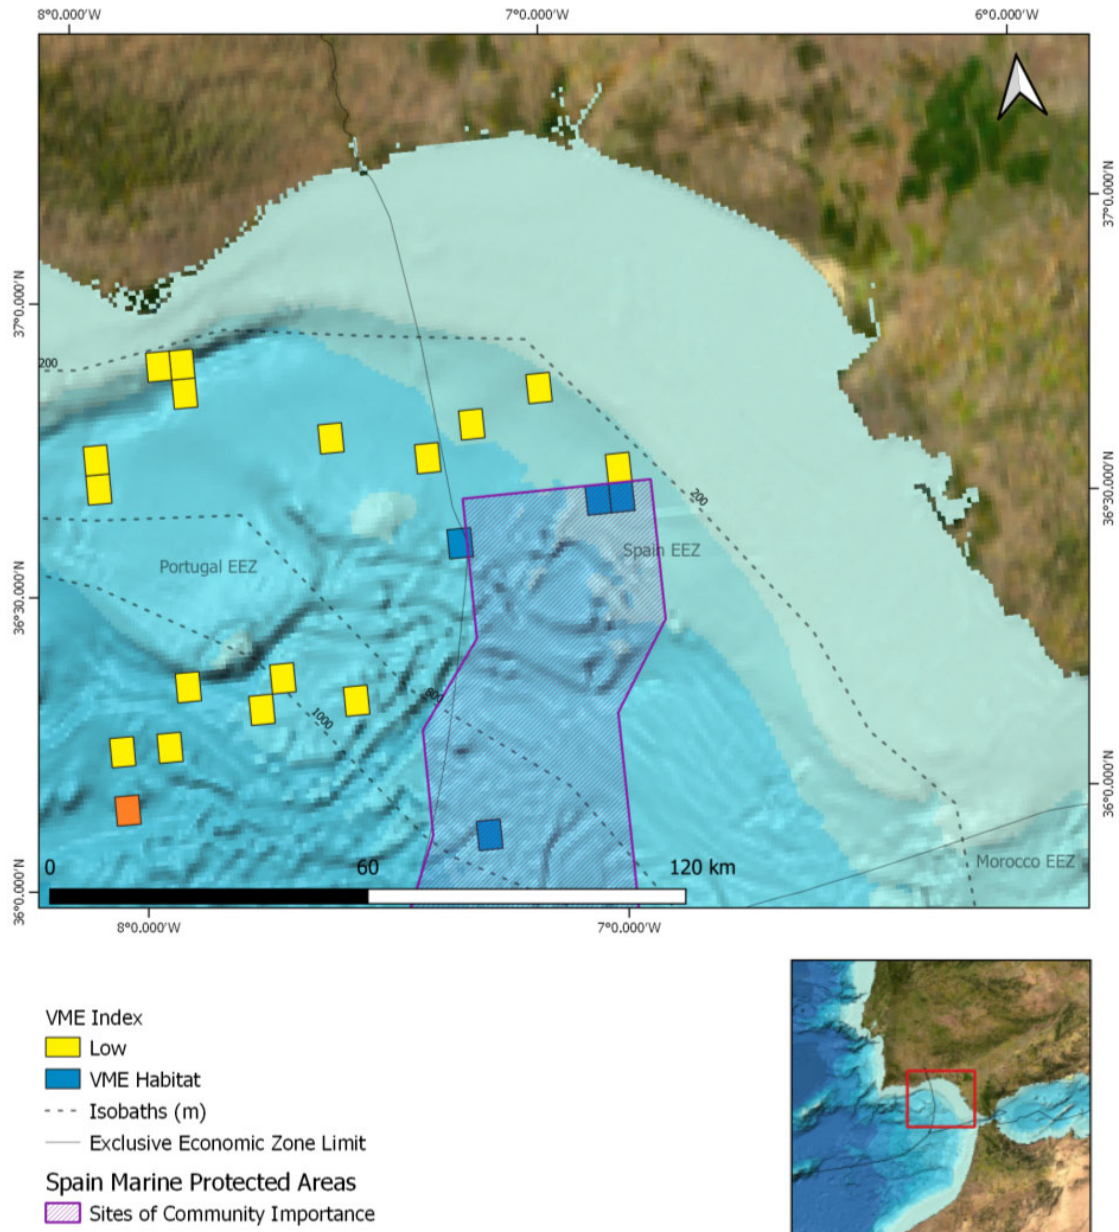 8°0.000'W 7°0.000'W 6°0.000'W
37°0.000'N
37°0.000'N
200
36°30.000'N
200
Spain EEZ
Portugal EEZ
36°30.000'N
800
1000
36°0.000'N
0 60 120 km
Morocco EEZ
36°0.000'N
8°0.000'W 7°0.000'W
VME Index
Low
VME Habitat
Isobaths (m)
Exclusive Economic Zone Limit
Spain Marine Protected Areas
Sites of Community Importance